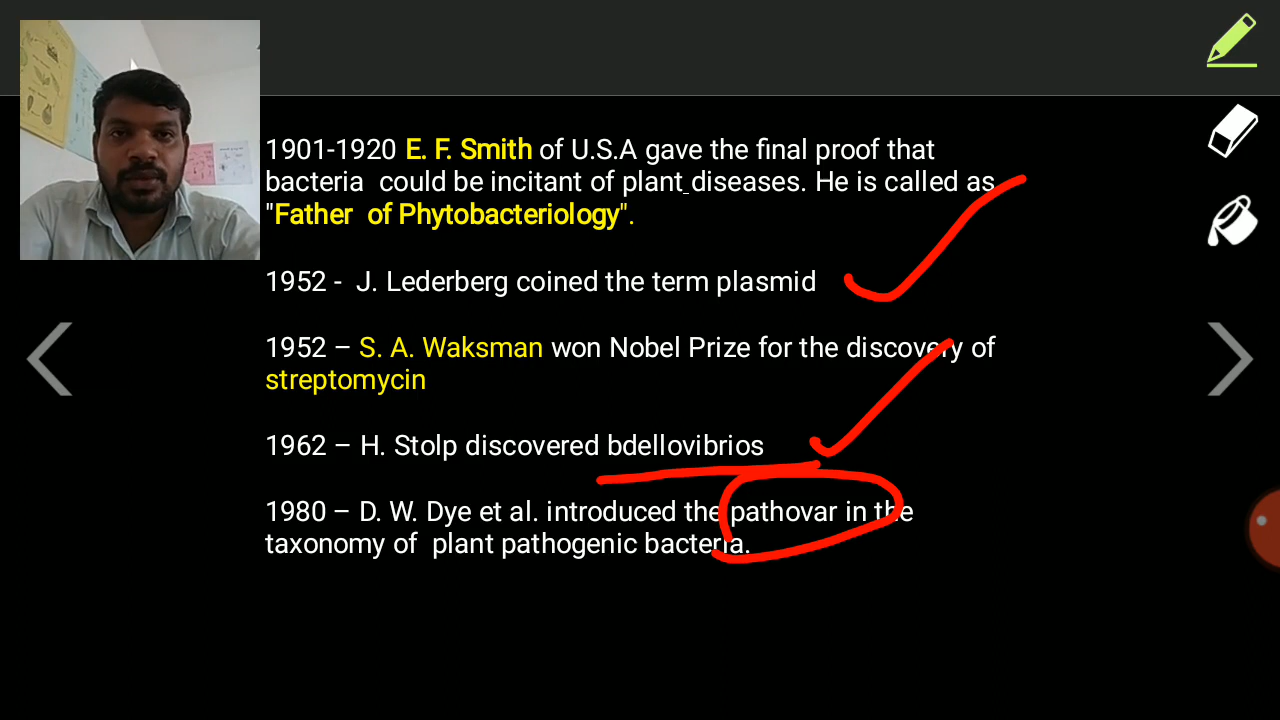 1901-1920 E. F. Smith of U.S.A gave the final proof that
bacteria  could be incitant of plant_diseases. He is called as
"Father  of Phytobacteriology".
1952 -  J. Lederberg coined the term plasmid
1952 – S. A. Waksman won Nobel Prize for the discovery of
streptomycin
1962 – H. Stolp discovered bdellovibrios
1980 – D. W. Dye et al. introduced the pathovar in the
taxonomy of  plant pathogenic bacteria.